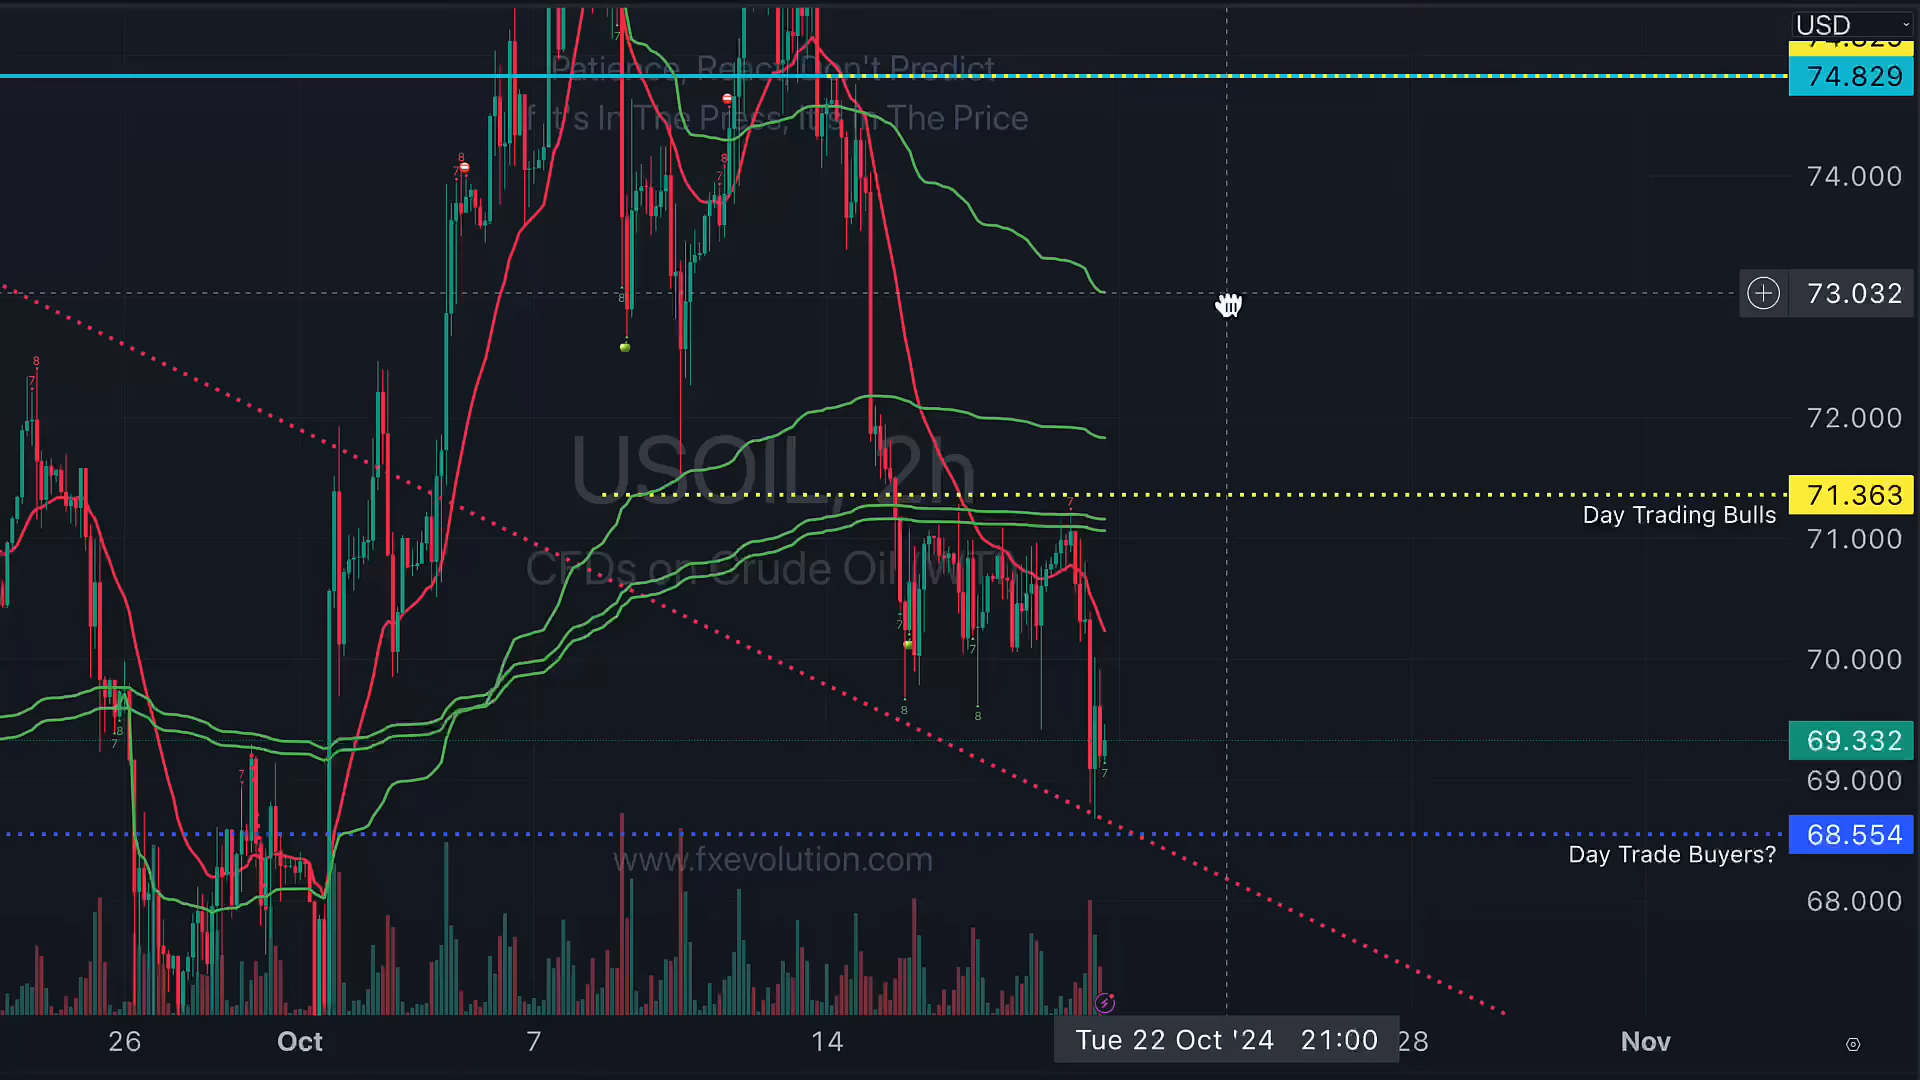 USD
74.829
Patience, React Don't Predict
74.829
If It's In The Press, It's In The Price
74.000
73.032
72.000
USOIL, 2h
71.363
Day Trading Bulls
71.000
CFDs on Crude Oil (WTI)
70.000
69.332
69.000
68.554
Day Trade Buyers?
www.fxevolution.com
68.000
26 Oct 7 14 Tue 22 Oct '24 21:00 28 Nov